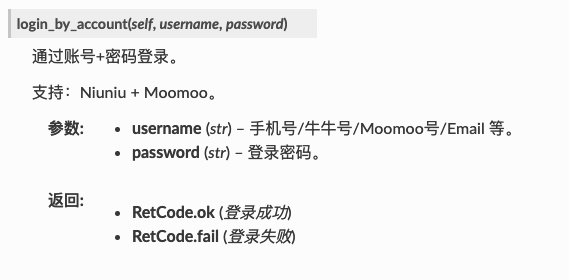 login_by_account(self, username, password)
通过账号+密码登录。
支持：Niuniu + Moomoo。
参数:
• username (str) – 手机号/牛牛号/Moomoo号/Email 等。
• password (str) – 登录密码。
返回:
• RetCode.ok (登录成功)
• RetCode.fail (登录失败)